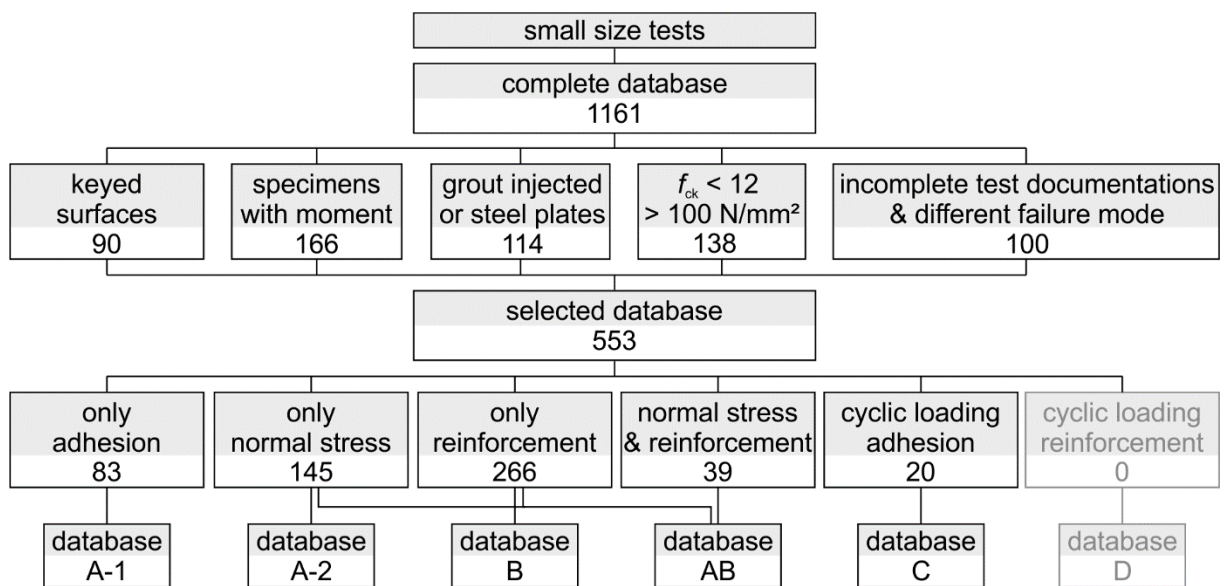 small size tests
complete database
1161
keyed
surfaces
90
specimens
with moment
166
grout injected
or steel plates
114
fck < 12
> 100 N/mm²
138
incomplete test documentations
& different failure mode
100
selected database
553
only
adhesion
83
only
normal stress
145
only
reinforcement
266
normal stress
& reinforcement
39
cyclic loading
adhesion
20
cyclic loading
reinforcement
0
database
A-1
database
A-2
database
B
database
AB
database
C
database
D